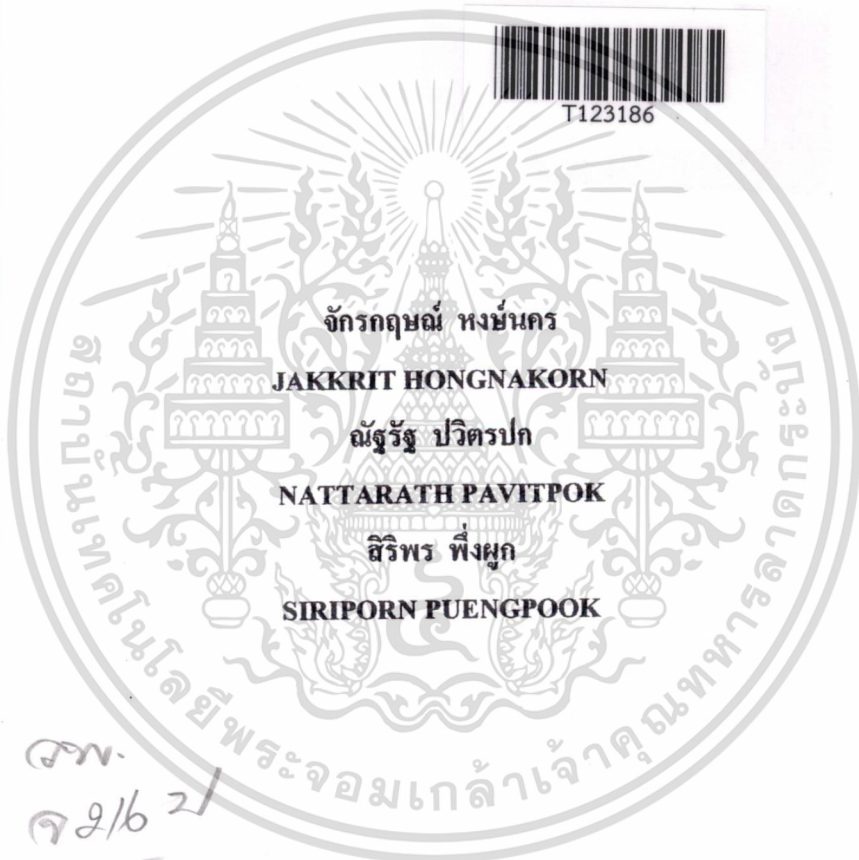 T123186
จักรกฤษณ์ หงษ์นคร
JAKKRIT HONGNAKORN
ณัฐรัฐ ปวิตรปก
NATTARATH PAVITPOK
สิริพร พึ่งผูก
SIRIPORN PUENGPOOK
สถาบันเทคโนโลยีพระจอมเกล้าเจ้าคุณทหารลาดกระบัง
วพ.